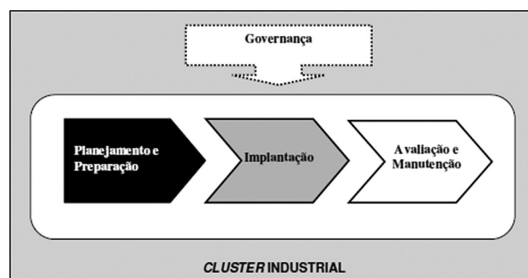 Governança
Planejamento e
Preparação
Implantação
Avaliação e
Manutenção
CLUSTER INDUSTRIAL